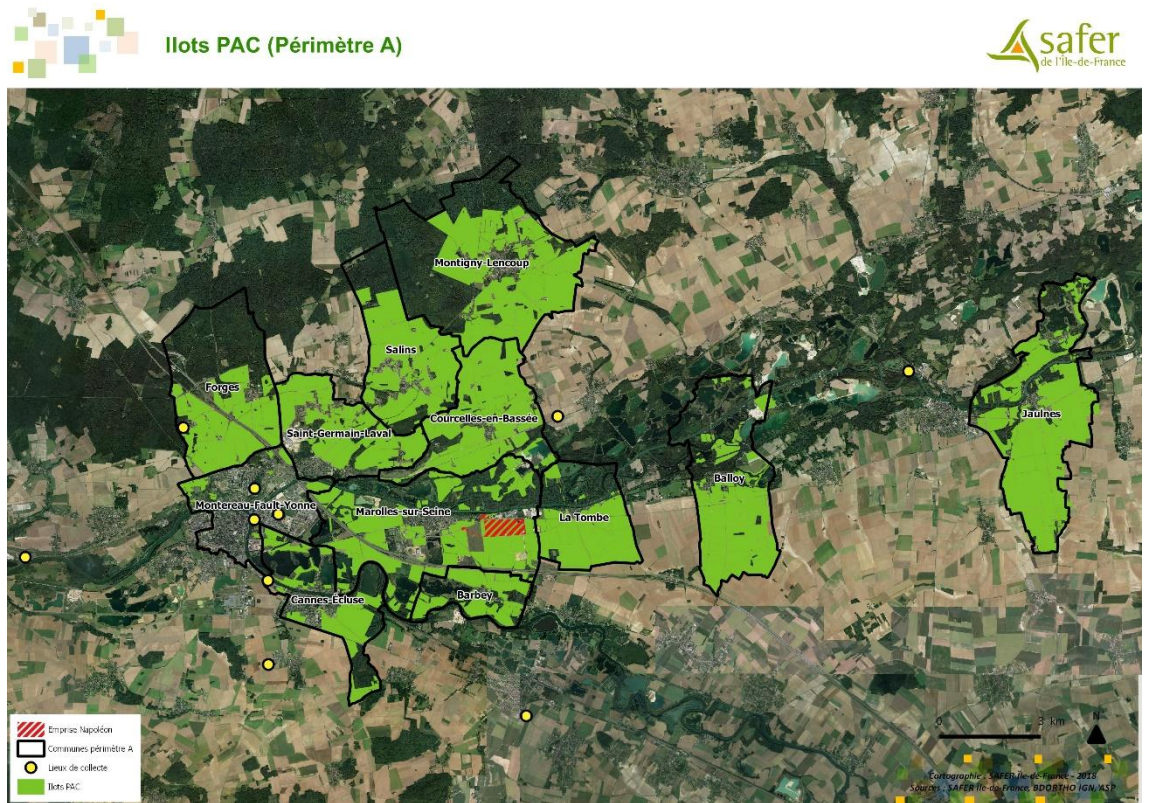 Ilots PAC (Périmètre A)
safer
de l'Île-de-France
Montigny-Lencoup
Salins
Forges
Courcelles-en-Bassée
Saint-Germain-Laval
Jaulnes
Balloy
Montereau-Fault-Yonne
Marolles-sur-Seine
La Tombe
Cannes-Écluse
Barbey
Emprise Napoléon
Communes périmètre A
Lieux de collecte
Ilots PAC
0 3 km
N
Cartographie : SAFER Île-de-France - 2018
Sources : SAFER Île-de-France, BDORTHO IGN, ASP